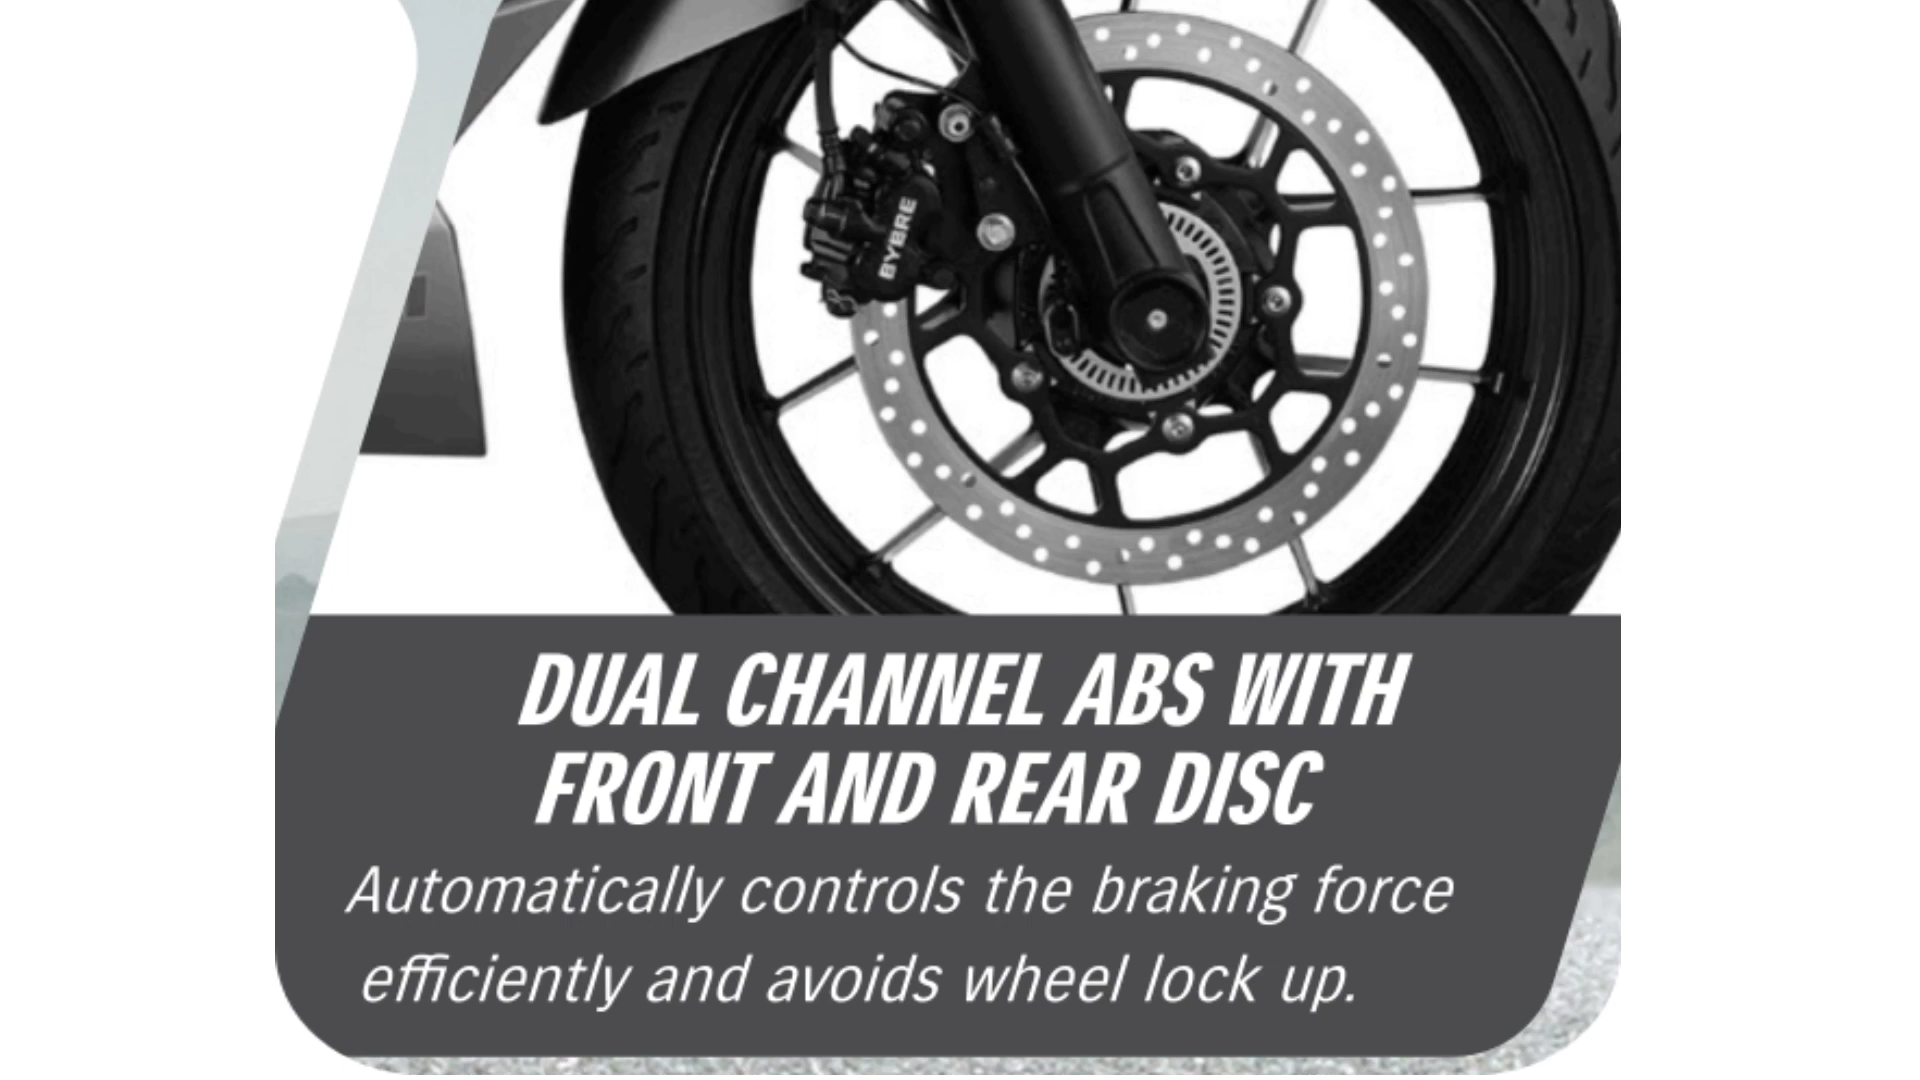 BYBRE
DUAL CHANNEL ABS WITH
FRONT AND REAR DISC
Automatically controls the braking force
efficiently and avoids wheel lock up.